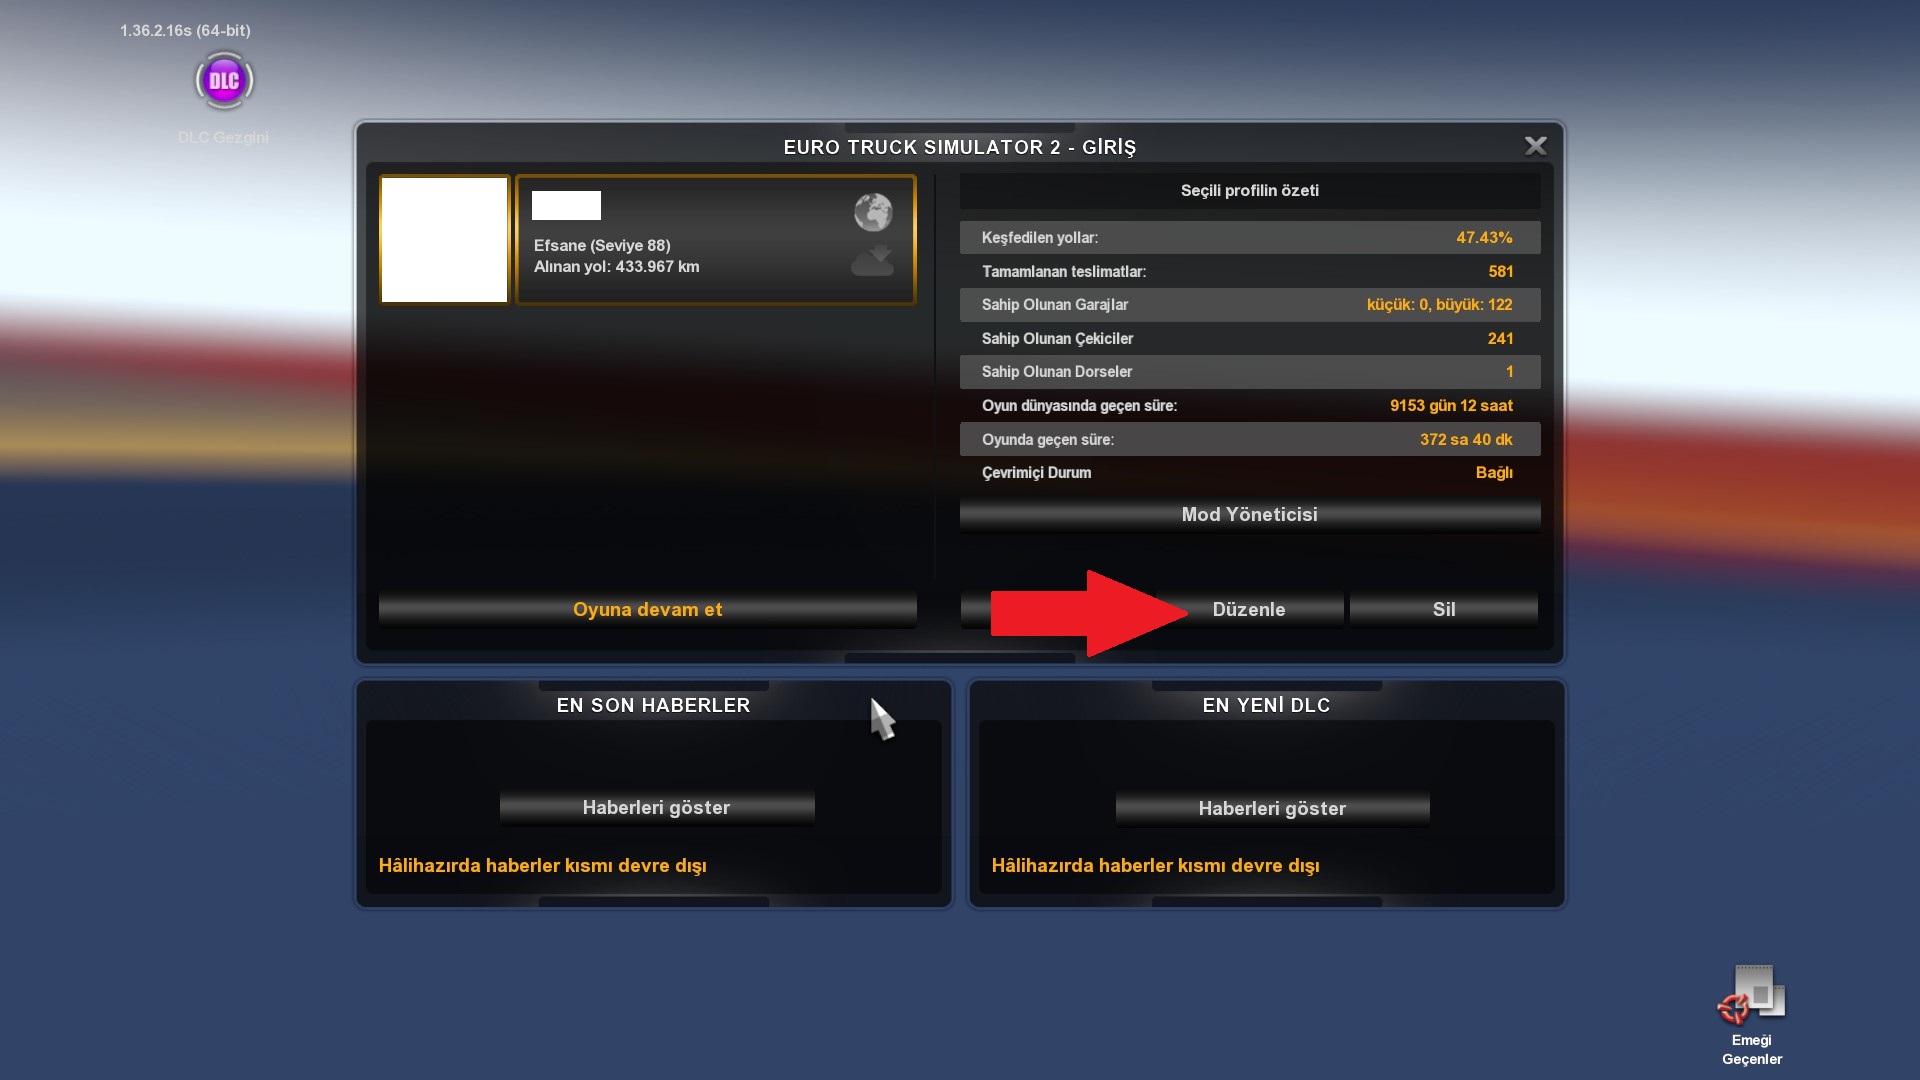 1.36.2.16s (64-bit)
DLC
DLC Gezgini
EURO TRUCK SIMULATOR 2 - GİRİŞ
Efsane (Seviye 88)
Alınan yol: 433.967 km
Seçili profilin özeti
Keşfedilen yollar: 47.43%
Tamamlanan teslimatlar: 581
Sahip Olunan Garajlar küçük: 0, büyük: 122
Sahip Olunan Çekiciler 241
Sahip Olunan Dorseler 1
Oyun dünyasında geçen süre: 9153 gün 12 saat
Oyunda geçen süre: 372 sa 40 dk
Çevrimiçi Durum Bağlı
Mod Yöneticisi
Oyuna devam et
Düzenle
Sil
EN SON HABERLER
Haberleri göster
Hâlihazırda haberler kısmı devre dışı
EN YENİ DLC
Haberleri göster
Hâlihazırda haberler kısmı devre dışı
Emeği
Geçenler